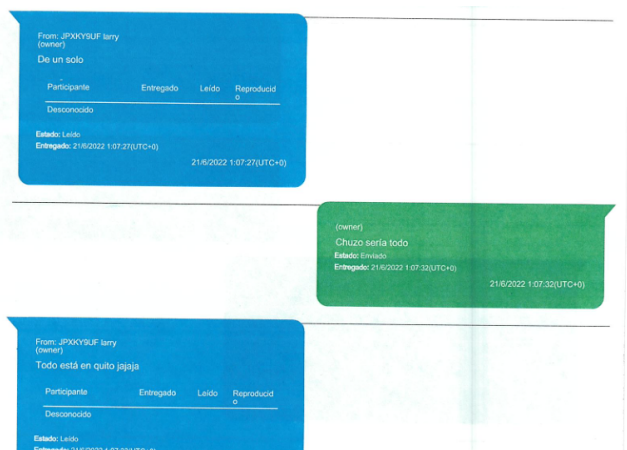 From: JPXKY9UF larry
(owner)
De un solo
Participante Entregado Leído Reproducid
o
Desconocido
Estado: Leído
Entregado: 21/6/2022 1:07:27(UTC+0)
21/6/2022 1:07:27(UTC+0)
(owner)
Chuzo sería todo
Estado: Enviado
Entregado: 21/6/2022 1:07:32(UTC+0)
21/6/2022 1:07:32(UTC+0)
From: JPXKY9UF larry
(owner)
Todo está en quito jajaja
Participante Entregado Leído Reproducid
o
Desconocido
Estado: Leído